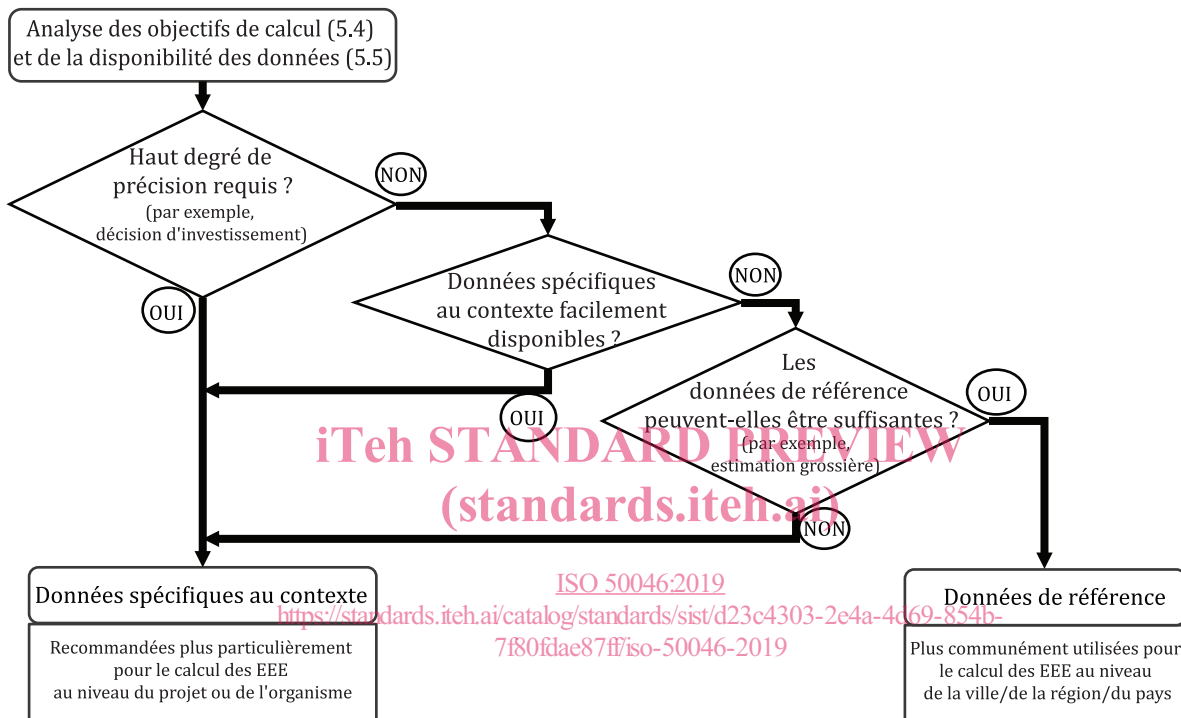 Analyse des objectifs de calcul (5.4)
et de la disponibilité des données (5.5)
Haut degré de
précision requis ?
(par exemple,
décision d'investissement)
NON
OUI
Données spécifiques
au contexte facilement
disponibles ?
NON
OUI
Les
données de référence
peuvent-elles être suffisantes ?
(par exemple,
estimation grossière)
OUI
NON
iTeh STANDARD PREVIEW
(standards.iteh.ai)
ISO 50046:2019
https://standards.iteh.ai/catalog/standards/sist/d23c4303-2e4a-4d69-854b-
7f80fdae87ff/iso-50046-2019
Données spécifiques au contexte
Recommandées plus particulièrement
pour le calcul des EEE
au niveau du projet ou de l'organisme
Données de référence
Plus communément utilisées pour
le calcul des EEE au niveau
de la ville/de la région/du pays